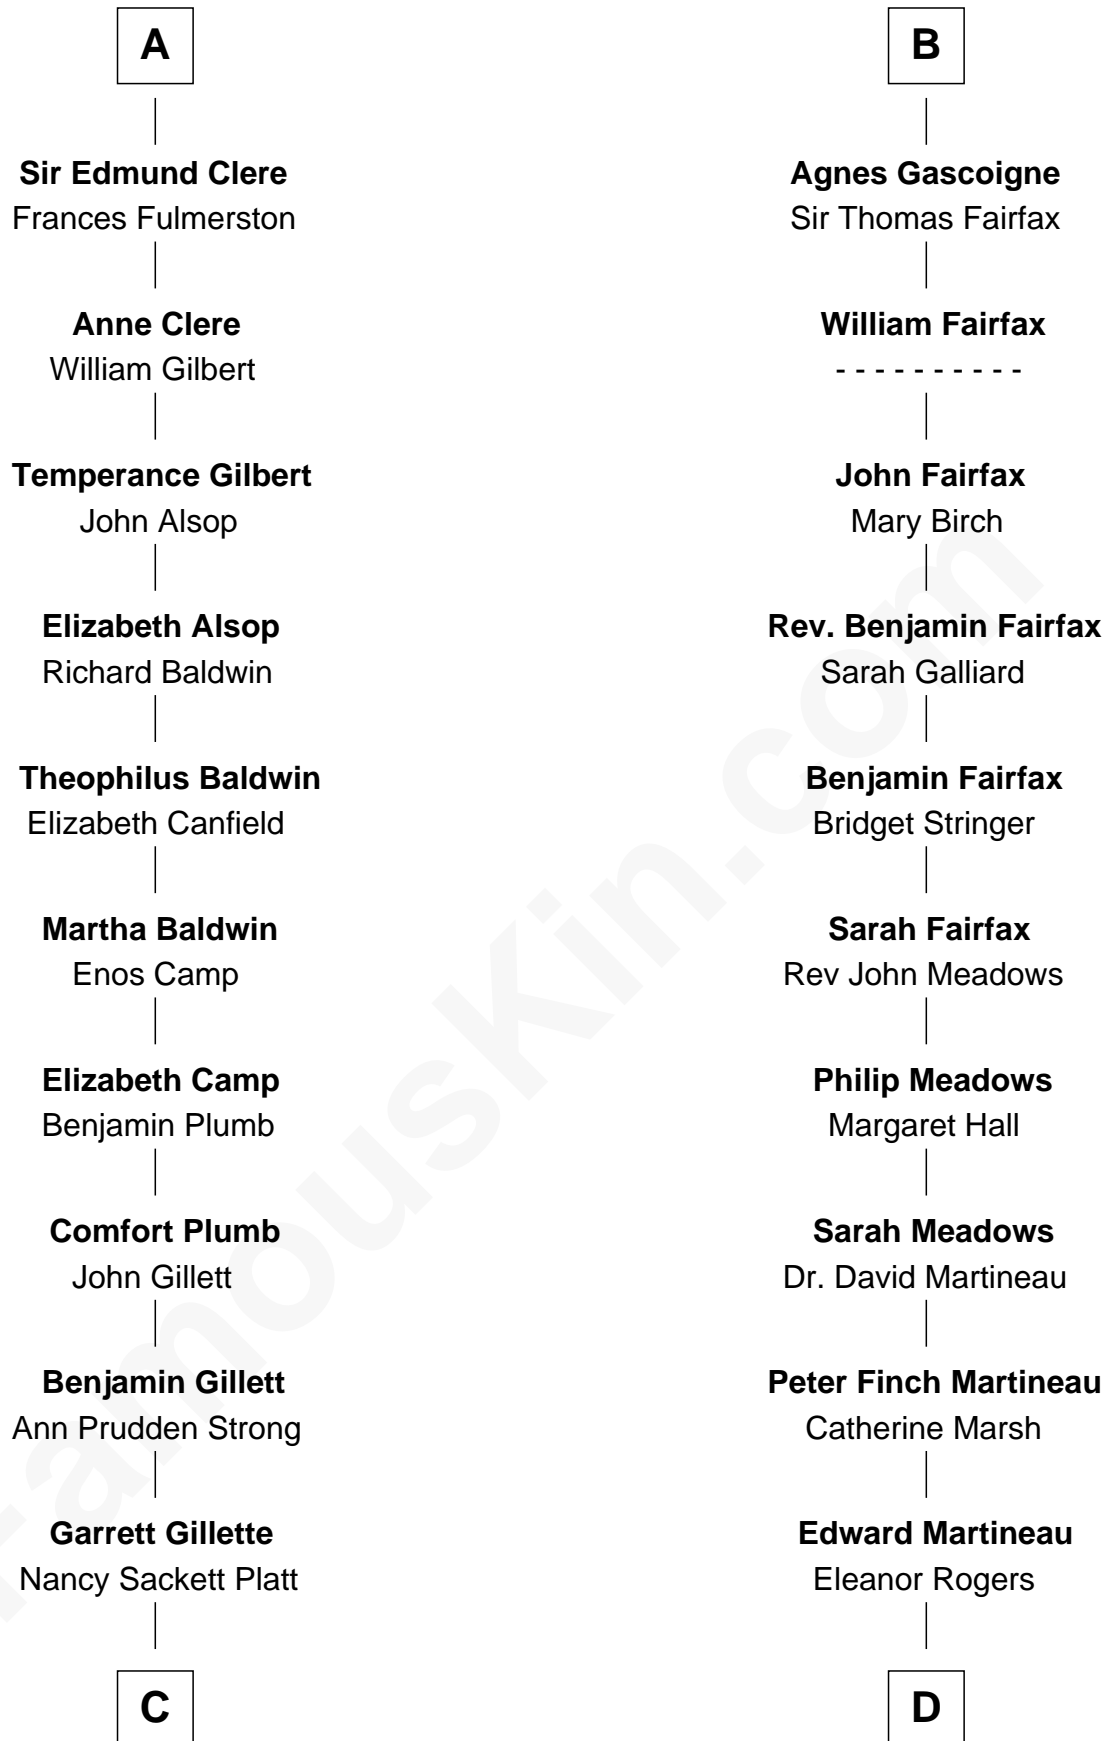 A
Sir Edmund Clere
Frances Fulmerston
Anne Clere
William Gilbert
Temperance Gilbert
John Alsop
Elizabeth Alsop
Richard Baldwin
Theophilus Baldwin
Elizabeth Canfield
Martha Baldwin
Enos Camp
Elizabeth Camp
Benjamin Plumb
Comfort Plumb
John Gillett
Benjamin Gillett
Ann Prudden Strong
Garrett Gillette
Nancy Sackett Platt
C
B
Agnes Gascoigne
Sir Thomas Fairfax
William Fairfax
- - - - - - - - - -
John Fairfax
Mary Birch
Rev. Benjamin Fairfax
Sarah Galliard
Benjamin Fairfax
Bridget Stringer
Sarah Fairfax
Rev John Meadows
Philip Meadows
Margaret Hall
Sarah Meadows
Dr. David Martineau
Peter Finch Martineau
Catherine Marsh
Edward Martineau
Eleanor Rogers
D
FamousKin.com